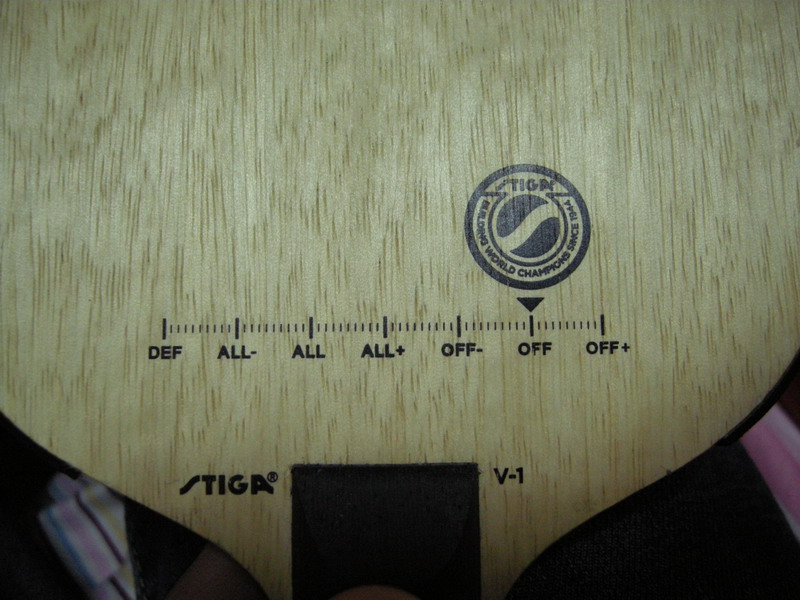 STIGA
BUILDING WORLD CHAMPIONS SINCE 1944
DEF ALL- ALL ALL+ OFF- OFF OFF+
STIGA® V-1